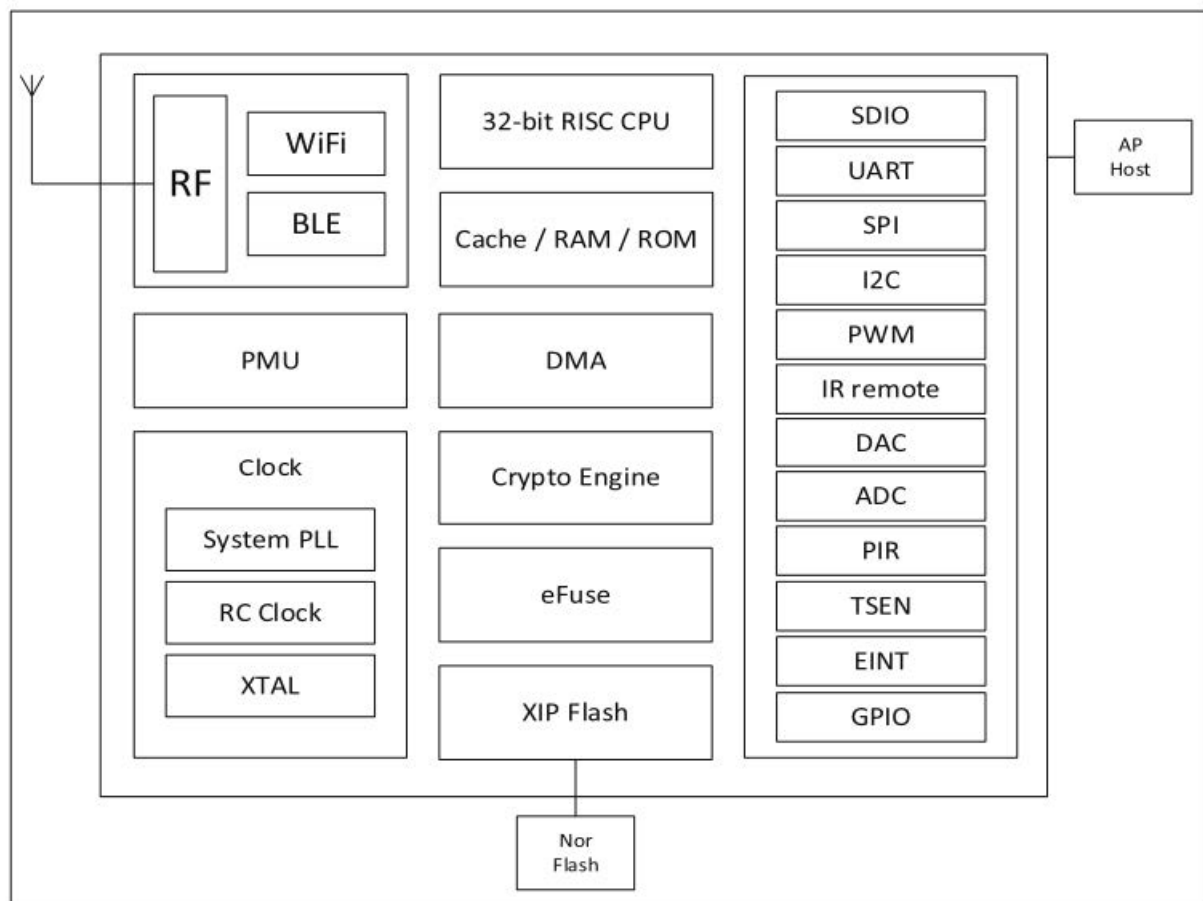 RF
WiFi
BLE
PMU
Clock
System PLL
RC Clock
XTAL
32-bit RISC CPU
Cache / RAM / ROM
DMA
Crypto Engine
eFuse
XIP Flash
Nor
Flash
SDIO
UART
SPI
I2C
PWM
IR remote
DAC
ADC
PIR
TSEN
EINT
GPIO
AP
Host